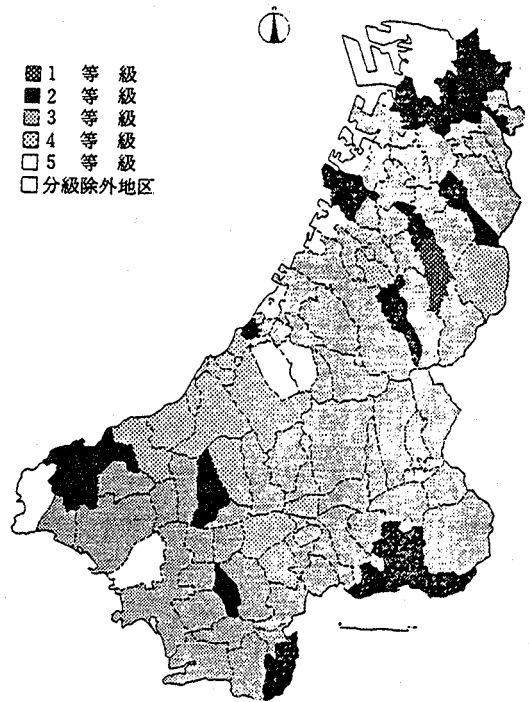 1 等 級
2 等 級
3 等 級
4 等 級
5 等 級
分級除外地区